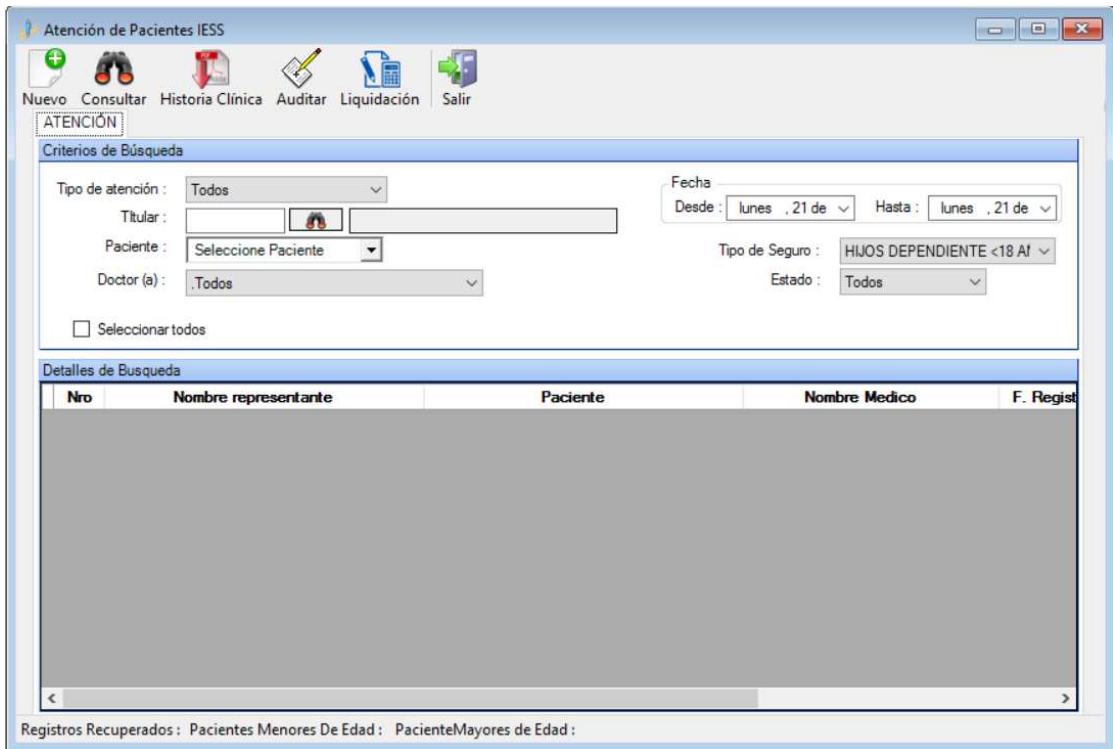 Atención de Pacientes IESS
Nuevo Consultar Historia Clínica Auditar Liquidación Salir
ATENCIÓN
Criterios de Búsqueda
Tipo de atención : Todos
Fecha
Desde : lunes , 21 de Hasta : lunes , 21 de
Titular :
Paciente : Seleccione Paciente
Tipo de Seguro : HIJOS DEPENDIENTE <18 AÑ
Doctor (a) : .Todos
Estado : Todos
Seleccionar todos
Detalles de Busqueda
Nro Nombre representante Paciente Nombre Medico F. Regist
Registros Recuperados : Pacientes Menores De Edad : PacienteMayores de Edad :